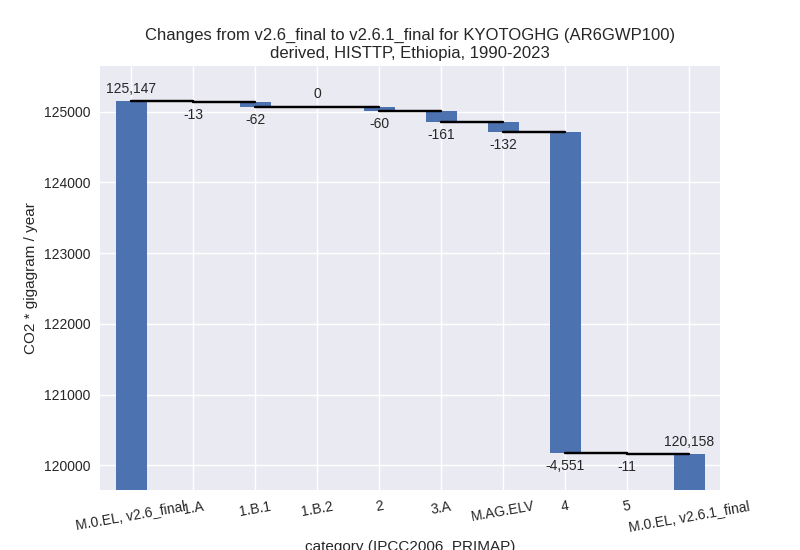 Changes from v2.6_final to v2.6.1_final for KYOTOGHG (AR6GWP100)
derived, HISTTP, Ethiopia, 1990-2023
CO2 * gigagram / year
125000
124000
123000
122000
121000
120000
125,147
-13
-62
0
-60
-161
-132
-4,551
-11
120,158
M.0.EL, v2.6_final
1.A
1.B.1
1.B.2
2
3.A
M.AG.ELV
4
5
M.0.EL, v2.6.1_final
category (IPCC2006_PRIMAP)